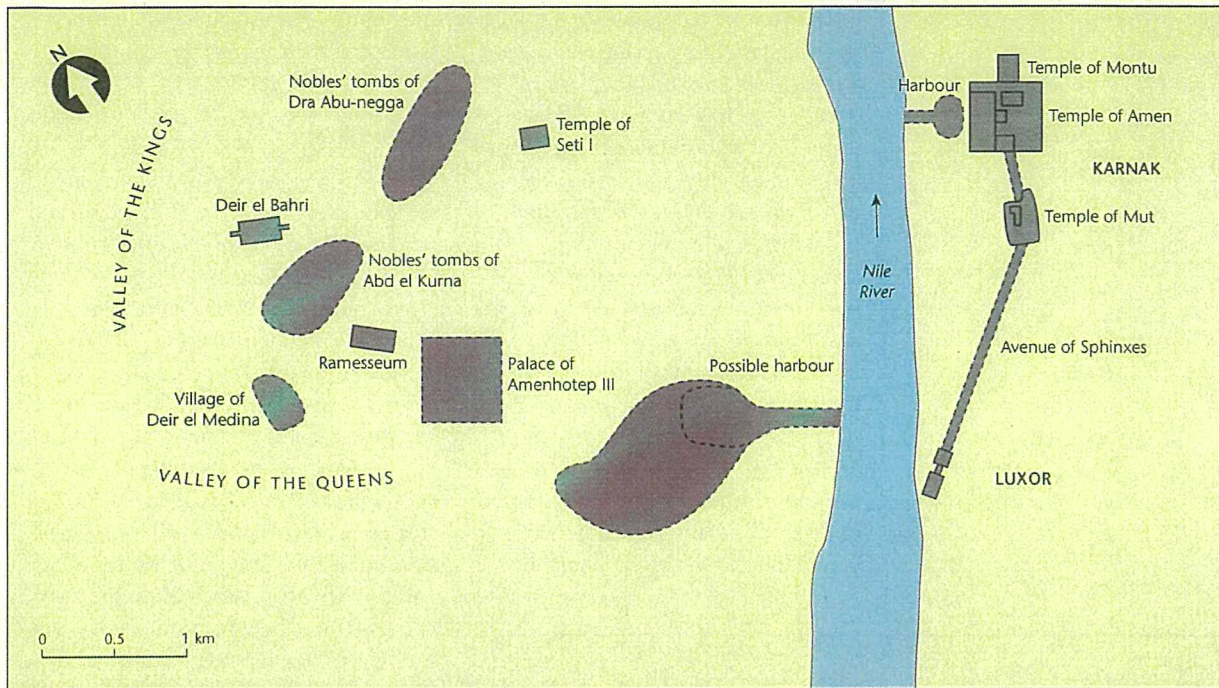 N
VALLEY OF THE KINGS
Nobles' tombs of
Dra Abu-negga
Temple of
Seti I
Deir el Bahri
Nobles' tombs of
Abd el Kurna
Ramesseum
Palace of
Amenhotep III
Village of
Deir el Medina
VALLEY OF THE QUEENS
Possible harbour
Nile
River
Harbour
Temple of Montu
Temple of Amen
KARNAK
Temple of Mut
Avenue of Sphinxes
LUXOR
0 0.5 1 km